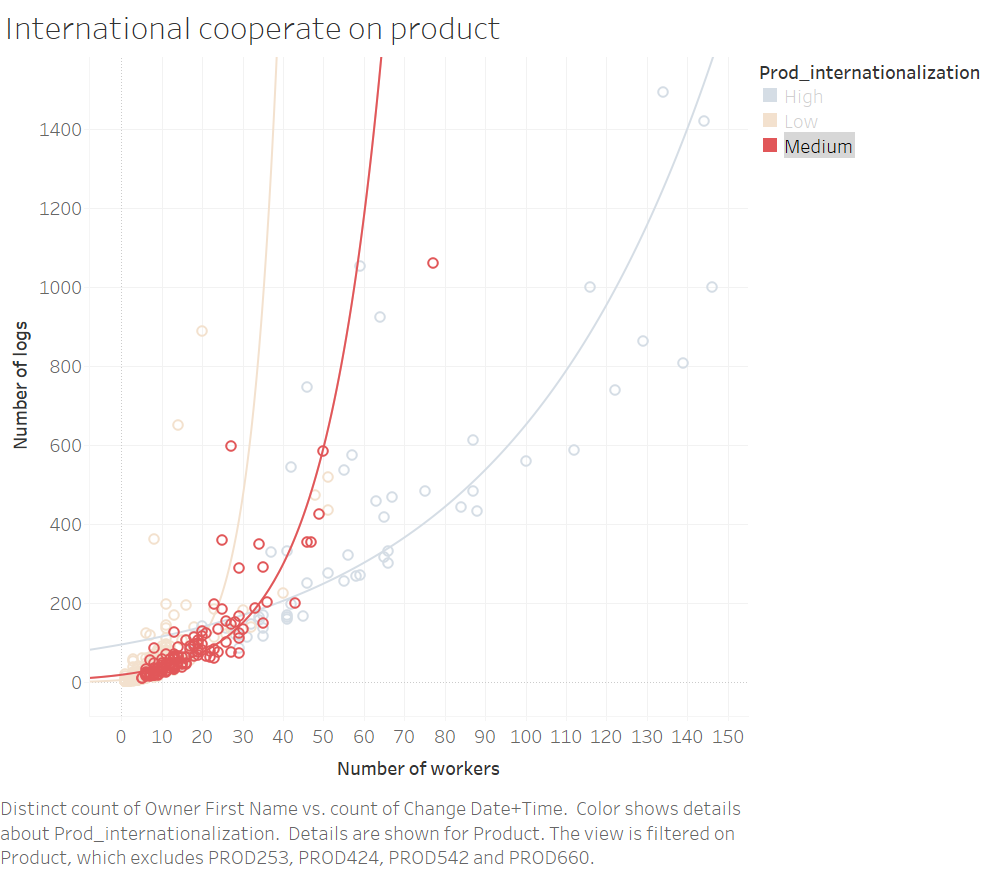 International cooperate on product
Prod_internationalization
High
Low
Medium
1400
1200
1000
800
600
400
200
0
Number of logs
0 10 20 30 40 50 60 70 80 90 100 110 120 130 140 150
Number of workers
Distinct count of Owner First Name vs. count of Change Date+Time. Color shows details
about Prod_internationalization. Details are shown for Product. The view is filtered on
Product, which excludes PROD253, PROD424, PROD542 and PROD660.